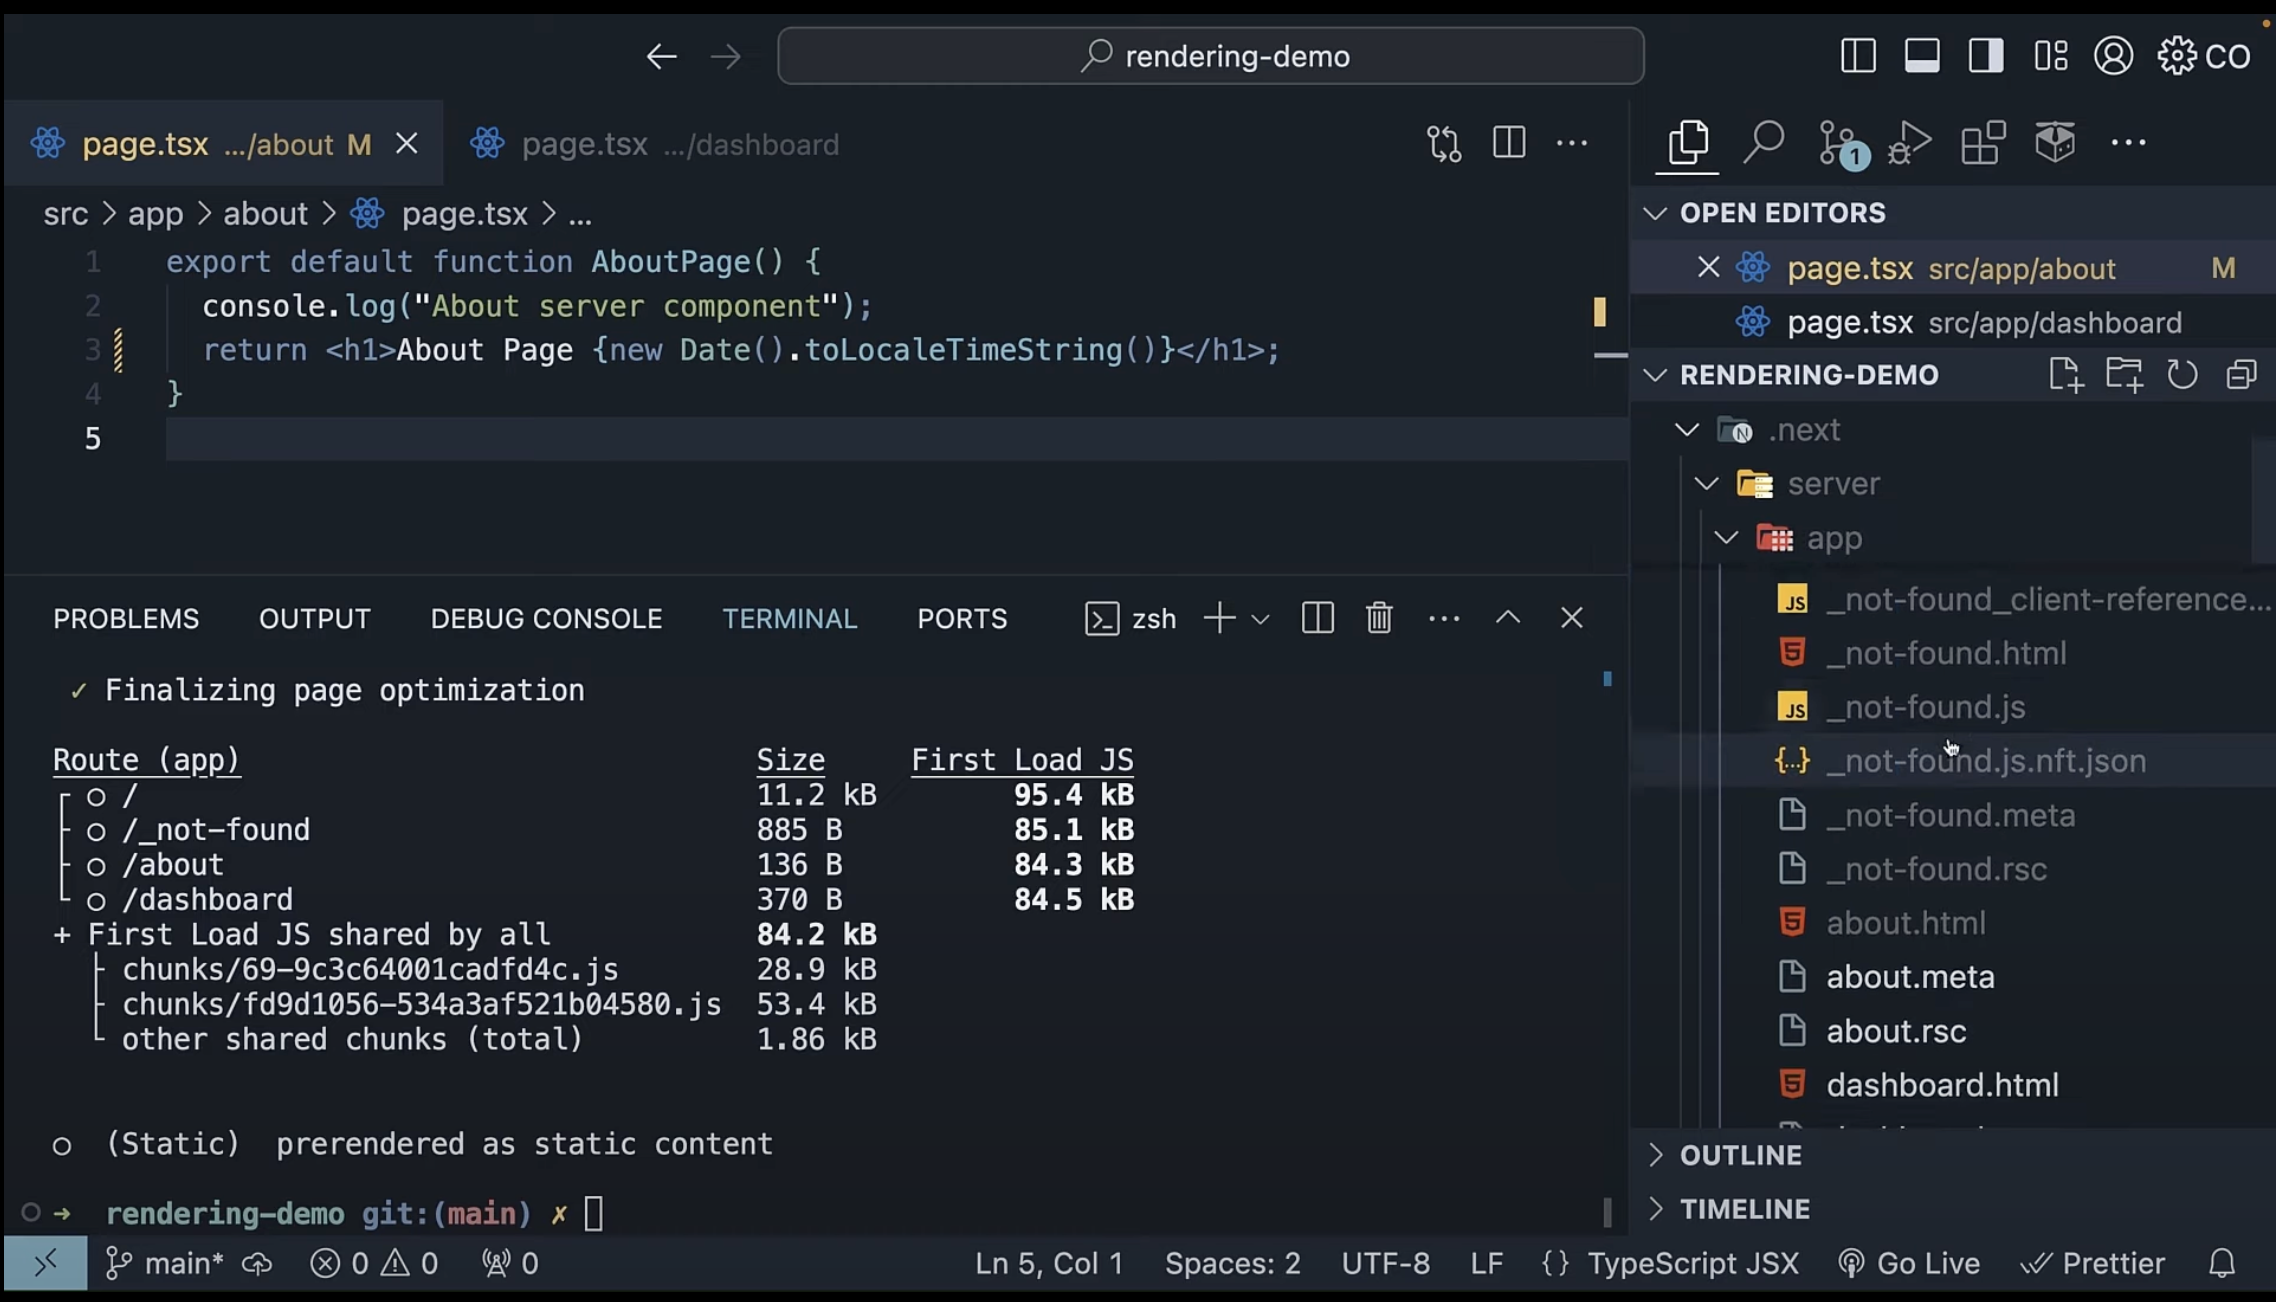 rendering-demo
CO
page.tsx .../about M
page.tsx .../dashboard
1
src > app > about > page.tsx > ...
1 export default function AboutPage() {
2 console.log("About server component");
3 return <h1>About Page {new Date().toLocaleTimeString()}</h1>;
4 }
5
PROBLEMS OUTPUT DEBUG CONSOLE TERMINAL PORTS zsh
✓ Finalizing page optimization
Route (app) Size First Load JS
┌ ○ / 11.2 kB 95.4 kB
├ ○ /_not-found 885 B 85.1 kB
├ ○ /about 136 B 84.3 kB
└ ○ /dashboard 370 B 84.5 kB
+ First Load JS shared by all 84.2 kB
├ chunks/69-9c3c64001cadfd4c.js 28.9 kB
├ chunks/fd9d1056-534a3af521b04580.js 53.4 kB
└ other shared chunks (total) 1.86 kB
○ (Static) prerendered as static content
➜ rendering-demo git:(main) ✗
OPEN EDITORS
page.tsx src/app/about M
page.tsx src/app/dashboard
RENDERING-DEMO
N .next
server
app
JS _not-found_client-reference...
_not-found.html
JS _not-found.js
{...} _not-found.js.nft.json
_not-found.meta
_not-found.rsc
about.html
about.meta
about.rsc
dashboard.html
OUTLINE
TIMELINE
main* 0 0 0 Ln 5, Col 1 Spaces: 2 UTF-8 LF {} TypeScript JSX Go Live Prettier